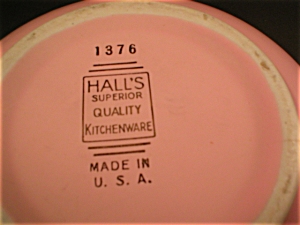 1376
HALL'S
SUPERIOR
QUALITY
KITCHENWARE
MADE IN
U. S. A.